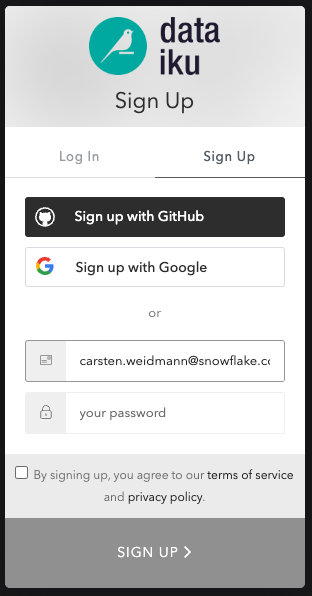 data
iku
Sign Up
Log In
Sign Up
Sign up with GitHub
Sign up with Google
or
carsten.weidmann@snowflake.co
your password
By signing up, you agree to our terms of service
and privacy policy.
SIGN UP